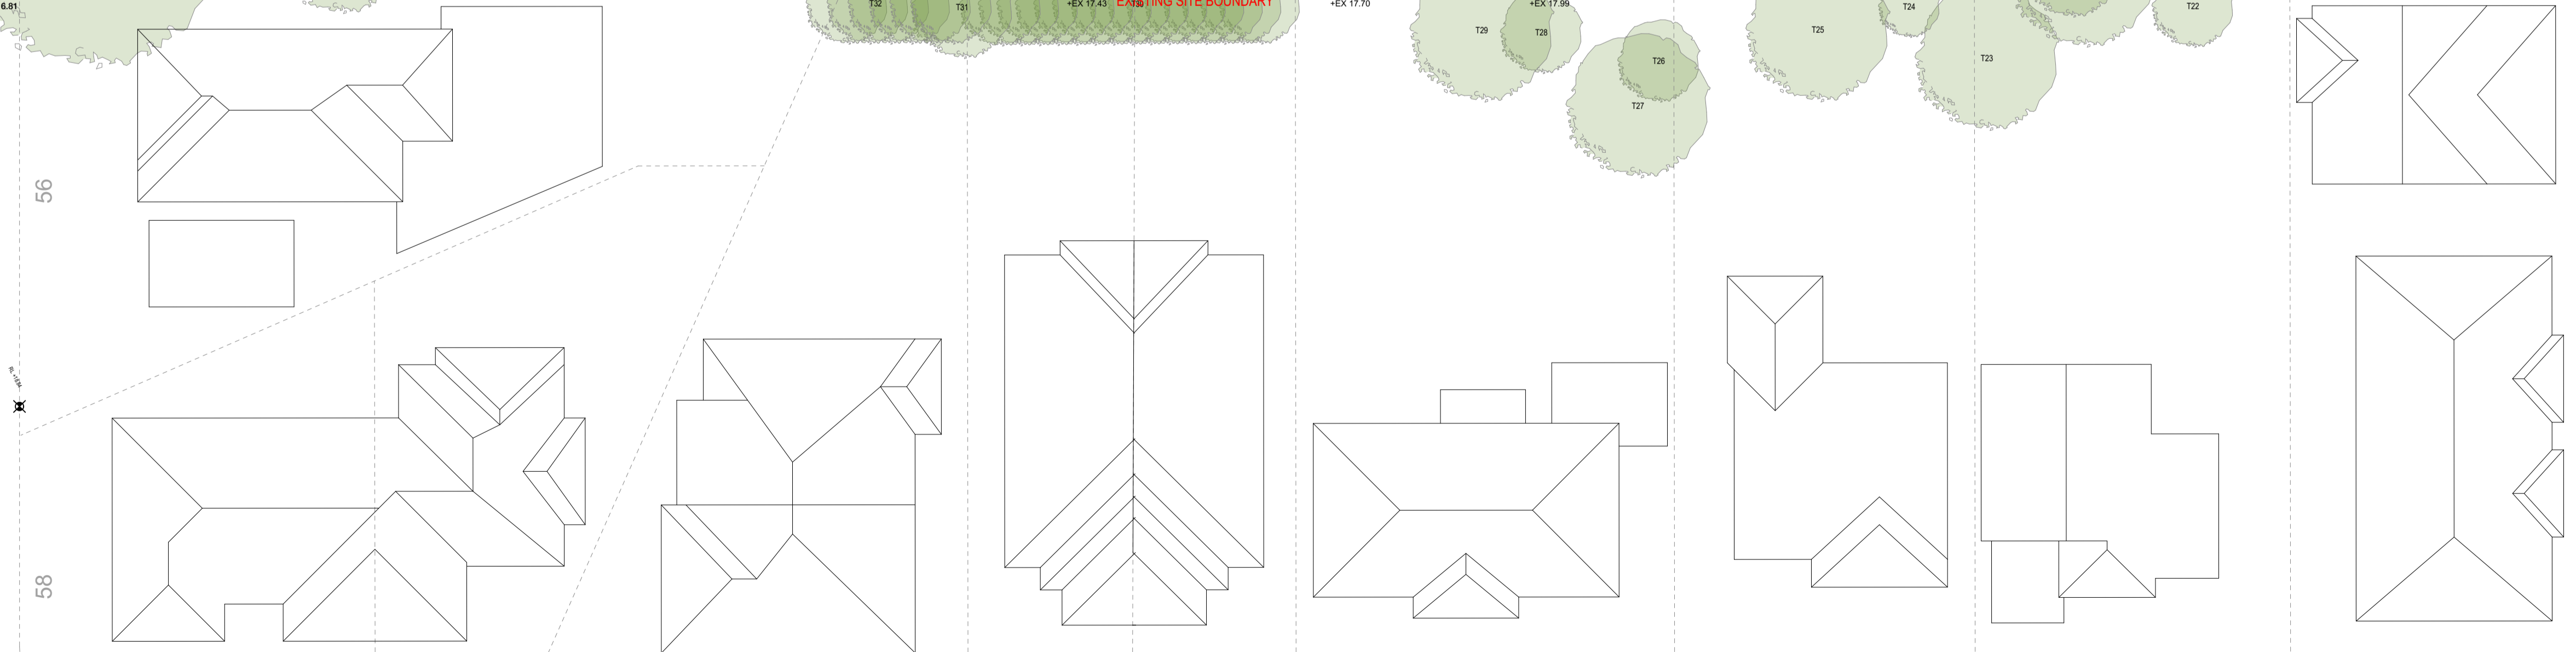 6.81
T32
T31
+EX 17.43
EXISTING SITE BOUNDARY
T30
+EX 17.70
+EX 17.99
T29
T28
T26
T27
T25
T24
T23
T22
56
58